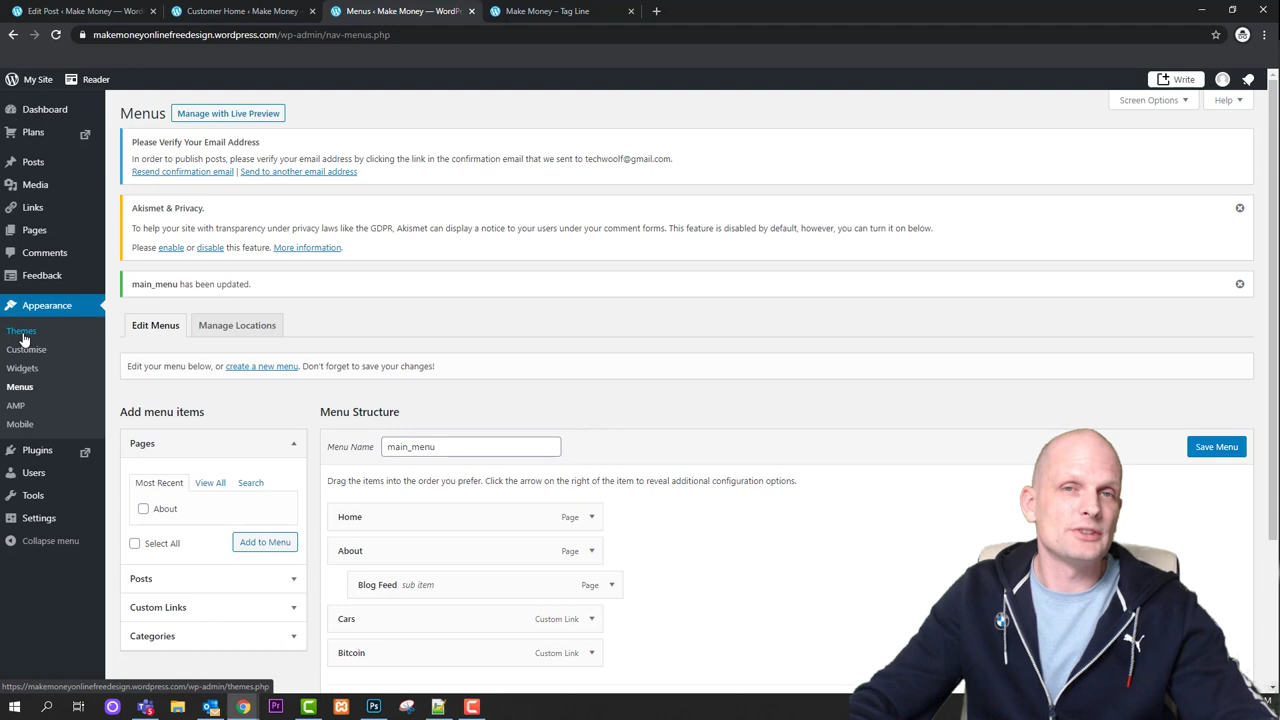 Edit Post ‹ Make Money — WordPre
Customer Home ‹ Make Money —
Menus ‹ Make Money — WordPress
Make Money – Tag Line
makemoneyonlinefreedesign.wordpress.com/wp-admin/nav-menus.php
My Site
Reader
Write
Dashboard
Plans
Posts
Media
Links
Pages
Comments
Feedback
Appearance
Themes
Customise
Widgets
Menus
AMP
Mobile
Plugins
Users
Tools
Settings
Collapse menu
Screen Options
Help
Menus
Manage with Live Preview
Please Verify Your Email Address
In order to publish posts, please verify your email address by clicking the link in the confirmation email that we sent to techwoolf@gmail.com.
Resend confirmation email | Send to another email address
Akismet & Privacy.
To help your site with transparency under privacy laws like the GDPR, Akismet can display a notice to your users under your comment forms. This feature is disabled by default, however, you can turn it on below.
Please enable or disable this feature. More information.
main_menu has been updated.
Edit Menus
Manage Locations
Edit your menu below, or create a new menu. Don't forget to save your changes!
Add menu items
Pages
Most Recent
View All
Search
About
Select All
Add to Menu
Posts
Custom Links
Categories
Menu Structure
Menu Name
main_menu
Save Menu
Drag the items into the order you prefer. Click the arrow on the right of the item to reveal additional configuration options.
Home Page
About Page
Blog Feed sub item Page
Cars Custom Link
Bitcoin Custom Link
https://makemoneyonlinefreedesign.wordpress.com/wp-admin/themes.php